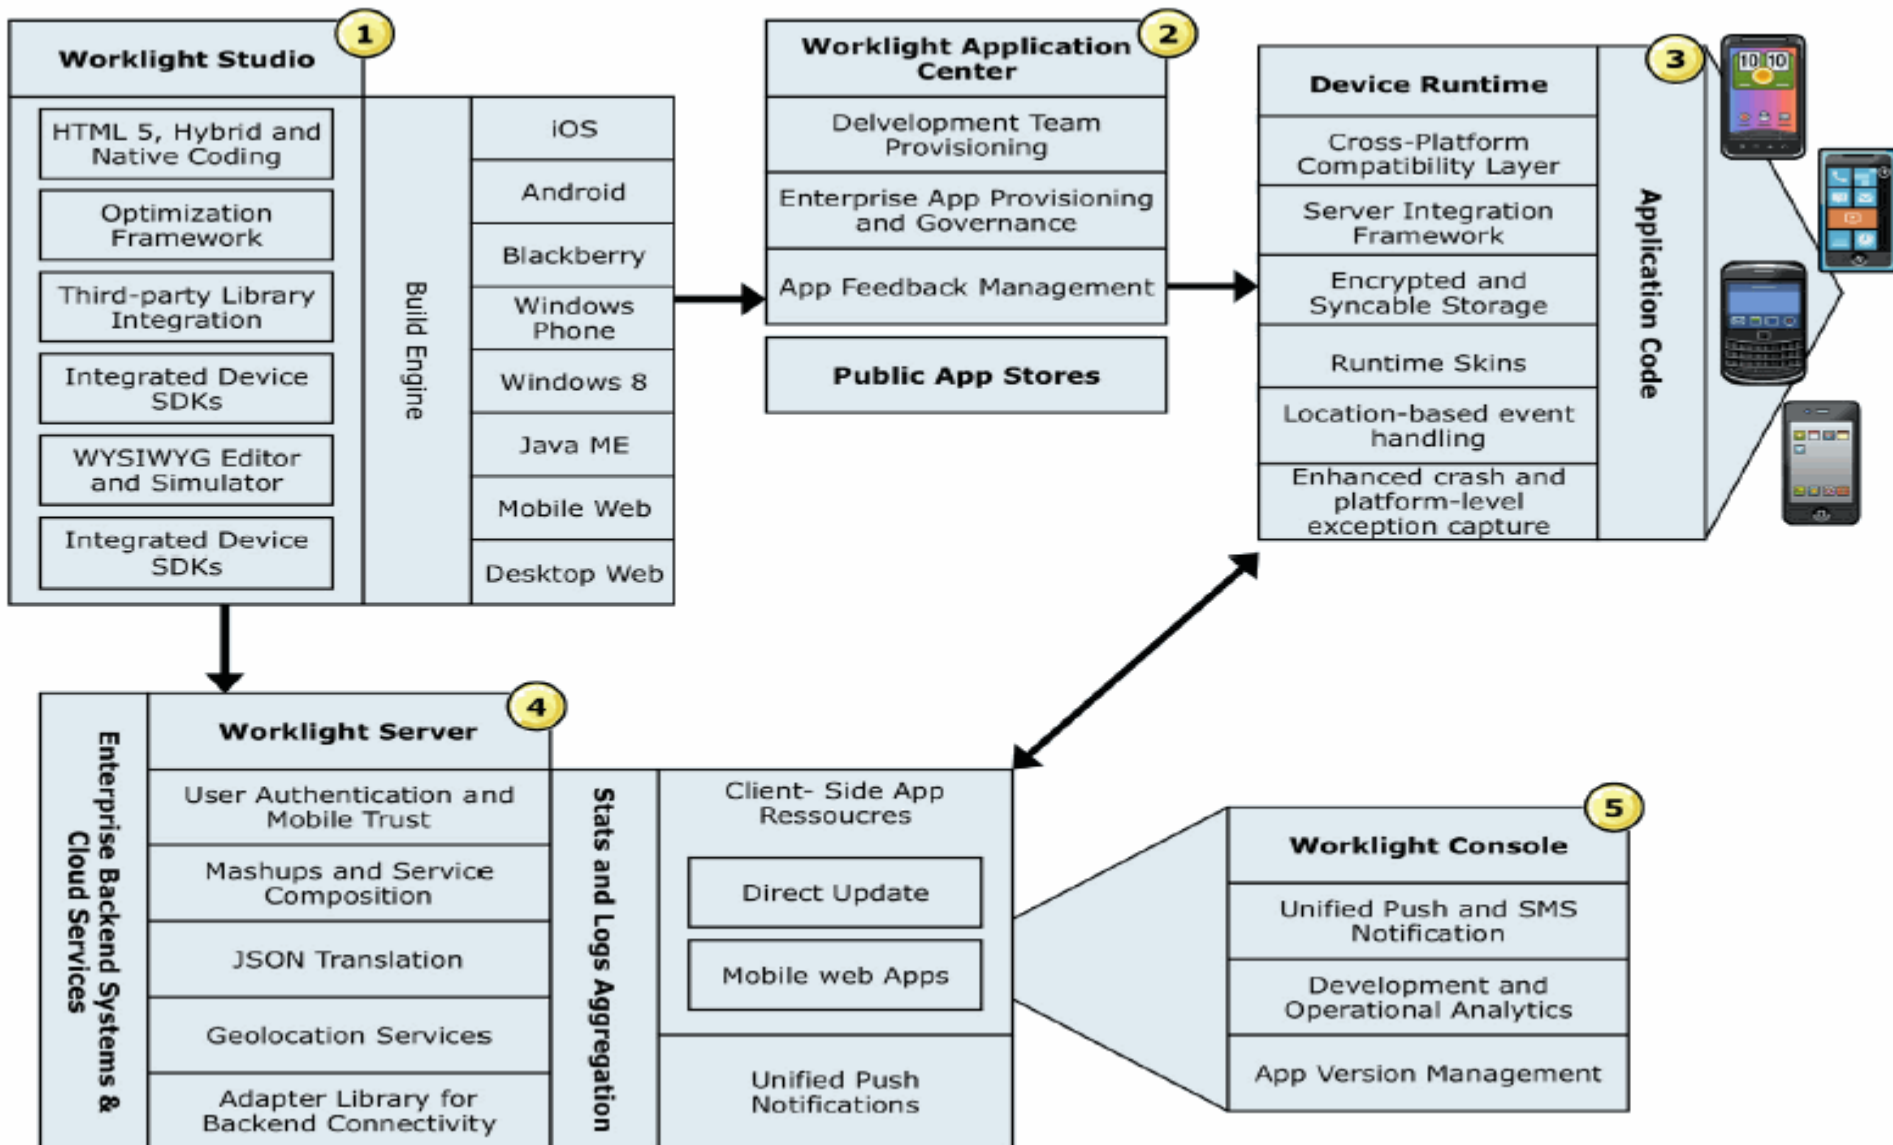 1
Worklight Studio
HTML 5, Hybrid and
Native Coding
Optimization
Framework
Third-party Library
Integration
Integrated Device
SDKs
WYSIWYG Editor
and Simulator
Integrated Device
SDKs
Build Engine
iOS
Android
Blackberry
Windows
Phone
Windows 8
Java ME
Mobile Web
Desktop Web
2
Worklight Application
Center
Delvelopment Team
Provisioning
Enterprise App Provisioning
and Governance
App Feedback Management
Public App Stores
3
Device Runtime
Cross-Platform
Compatibility Layer
Server Integration
Framework
Encrypted and
Syncable Storage
Runtime Skins
Location-based event
handling
Enhanced crash and
platform-level
exception capture
Application Code
10 10
4
Enterprise Backend Systems &
Cloud Services
Worklight Server
User Authentication and
Mobile Trust
Mashups and Service
Composition
JSON Translation
Geolocation Services
Adapter Library for
Backend Connectivity
Stats and Logs Aggregation
Client- Side App
Ressoucres
Direct Update
Mobile web Apps
Unified Push
Notifications
5
Worklight Console
Unified Push and SMS
Notification
Development and
Operational Analytics
App Version Management